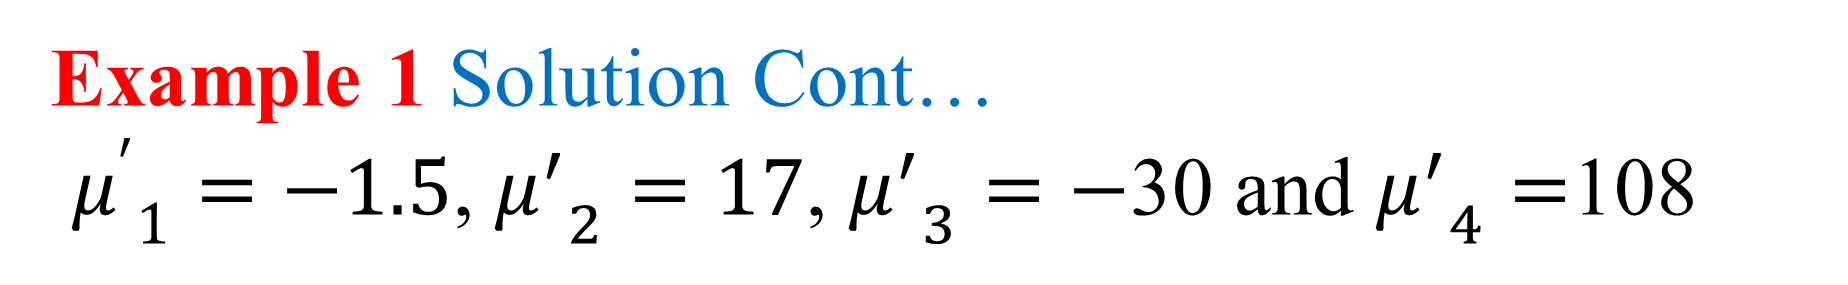 Example 1 Solution Cont…
μ′₁ = −1.5, μ′₂ = 17, μ′₃ = −30 and μ′₄ =108